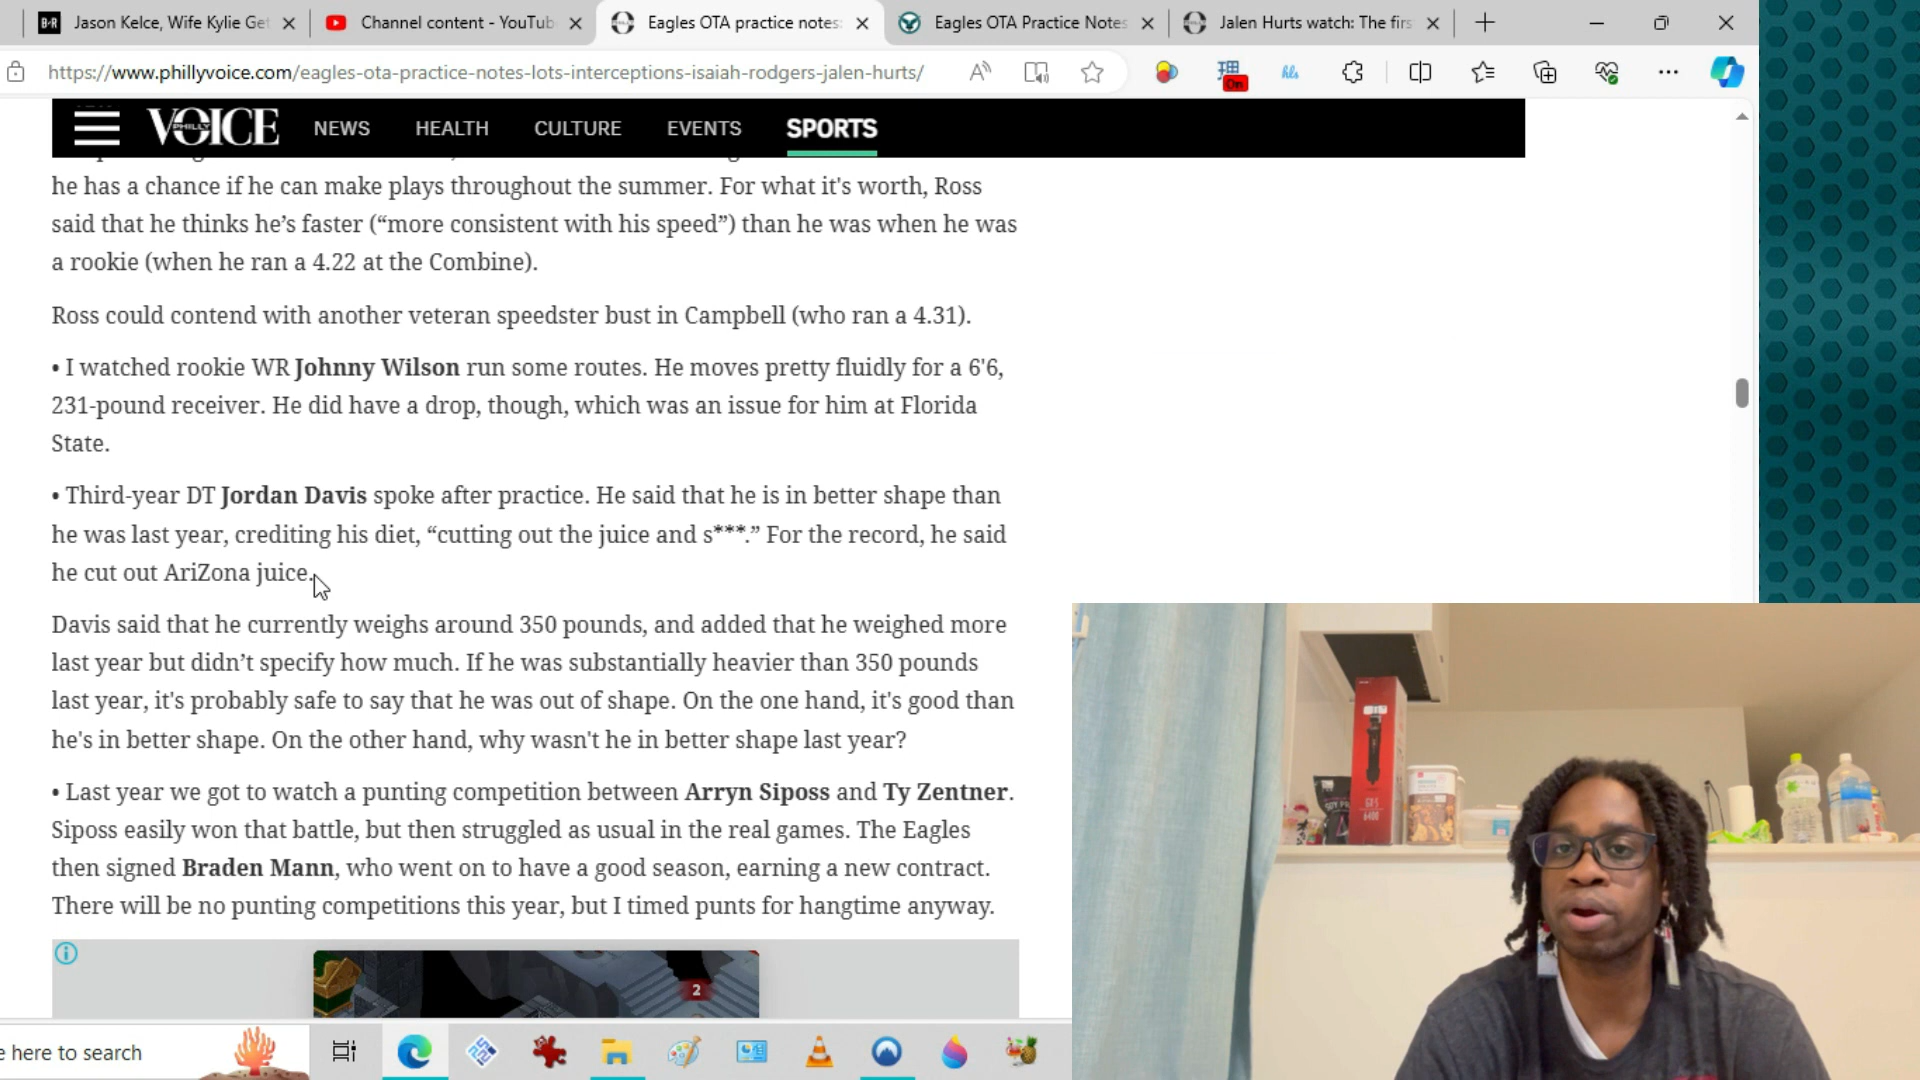 Jason Kelce, Wife Kylie Get
Channel content - YouTub
Eagles OTA practice notes:
Eagles OTA Practice Notes
Jalen Hurts watch: The firs
https://www.phillyvoice.com/eagles-ota-practice-notes-lots-interceptions-isaiah-rodgers-jalen-hurts/
On
hls
PHILLY VOICE NEWS HEALTH CULTURE EVENTS SPORTS
he has a chance if he can make plays throughout the summer. For what it's worth, Ross
said that he thinks he’s faster (“more consistent with his speed”) than he was when he was
a rookie (when he ran a 4.22 at the Combine).
Ross could contend with another veteran speedster bust in Campbell (who ran a 4.31).
• I watched rookie WR Johnny Wilson run some routes. He moves pretty fluidly for a 6'6,
231-pound receiver. He did have a drop, though, which was an issue for him at Florida
State.
• Third-year DT Jordan Davis spoke after practice. He said that he is in better shape than
he was last year, crediting his diet, “cutting out the juice and s***.” For the record, he said
he cut out AriZona juice.
Davis said that he currently weighs around 350 pounds, and added that he weighed more
last year but didn’t specify how much. If he was substantially heavier than 350 pounds
last year, it's probably safe to say that he was out of shape. On the one hand, it's good than
he's in better shape. On the other hand, why wasn't he in better shape last year?
• Last year we got to watch a punting competition between Arryn Siposs and Ty Zentner.
Siposs easily won that battle, but then struggled as usual in the real games. The Eagles
then signed Braden Mann, who went on to have a good season, earning a new contract.
There will be no punting competitions this year, but I timed punts for hangtime anyway.
2
e here to search